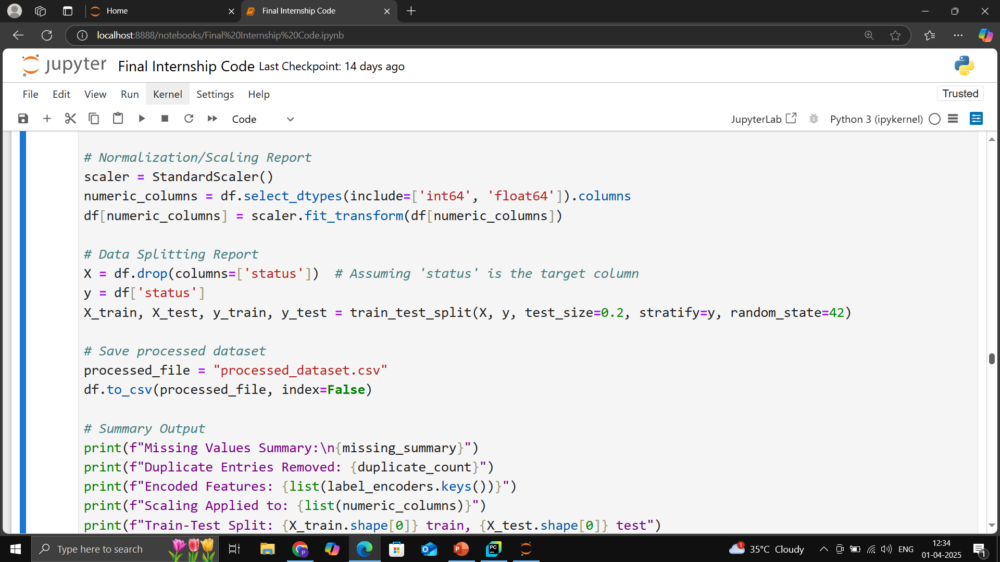 Home
Final Internship Code
localhost:8888/notebooks/Final%20Internship%20Code.ipynb
jupyter Final Internship Code Last Checkpoint: 14 days ago
File Edit View Run Kernel Settings Help Trusted
Code JupyterLab Python 3 (ipykernel)
# Normalization/Scaling Report
scaler = StandardScaler()
numeric_columns = df.select_dtypes(include=['int64', 'float64']).columns
df[numeric_columns] = scaler.fit_transform(df[numeric_columns])
# Data Splitting Report
X = df.drop(columns=['status'])  # Assuming 'status' is the target column
y = df['status']
X_train, X_test, y_train, y_test = train_test_split(X, y, test_size=0.2, stratify=y, random_state=42)
# Save processed dataset
processed_file = "processed_dataset.csv"
df.to_csv(processed_file, index=False)
# Summary Output
print(f"Missing Values Summary:\n{missing_summary}")
print(f"Duplicate Entries Removed: {duplicate_count}")
print(f"Encoded Features: {list(label_encoders.keys())}")
print(f"Scaling Applied to: {list(numeric_columns)}")
print(f"Train-Test Split: {X_train.shape[0]} train, {X_test.shape[0]} test")
Type here to search
P
O
P
PC
1
35°C Cloudy
ENG
12:34
01-04-2025
1